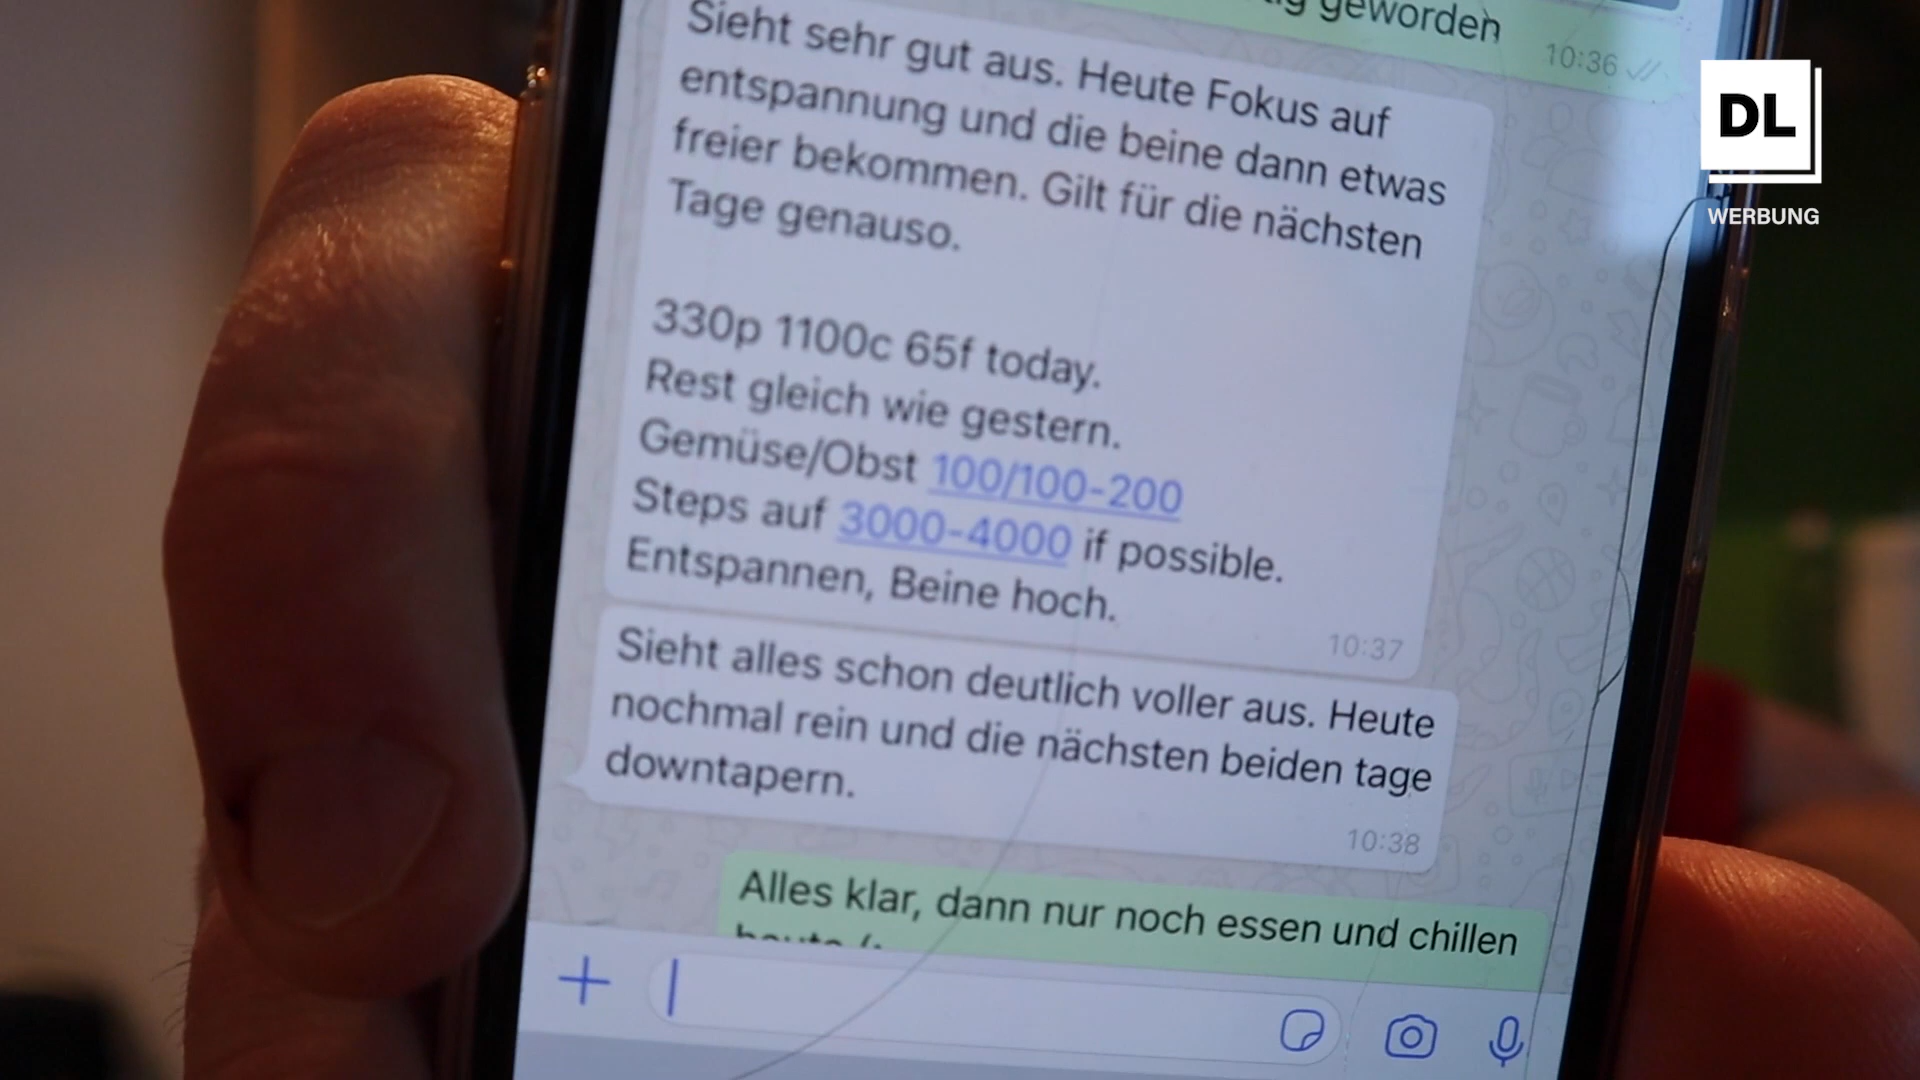 geworden
10:36
DL
WERBUNG
Sieht sehr gut aus. Heute Fokus auf
entspannung und die beine dann etwas
freier bekommen. Gilt für die nächsten
Tage genauso.
330p 1100c 65f today.
Rest gleich wie gestern.
Gemüse/Obst 100/100-200
Steps auf 3000-4000 if possible.
Entspannen, Beine hoch.
10:37
Sieht alles schon deutlich voller aus. Heute
nochmal rein und die nächsten beiden tage
downtapern.
10:38
Alles klar, dann nur noch essen und chillen